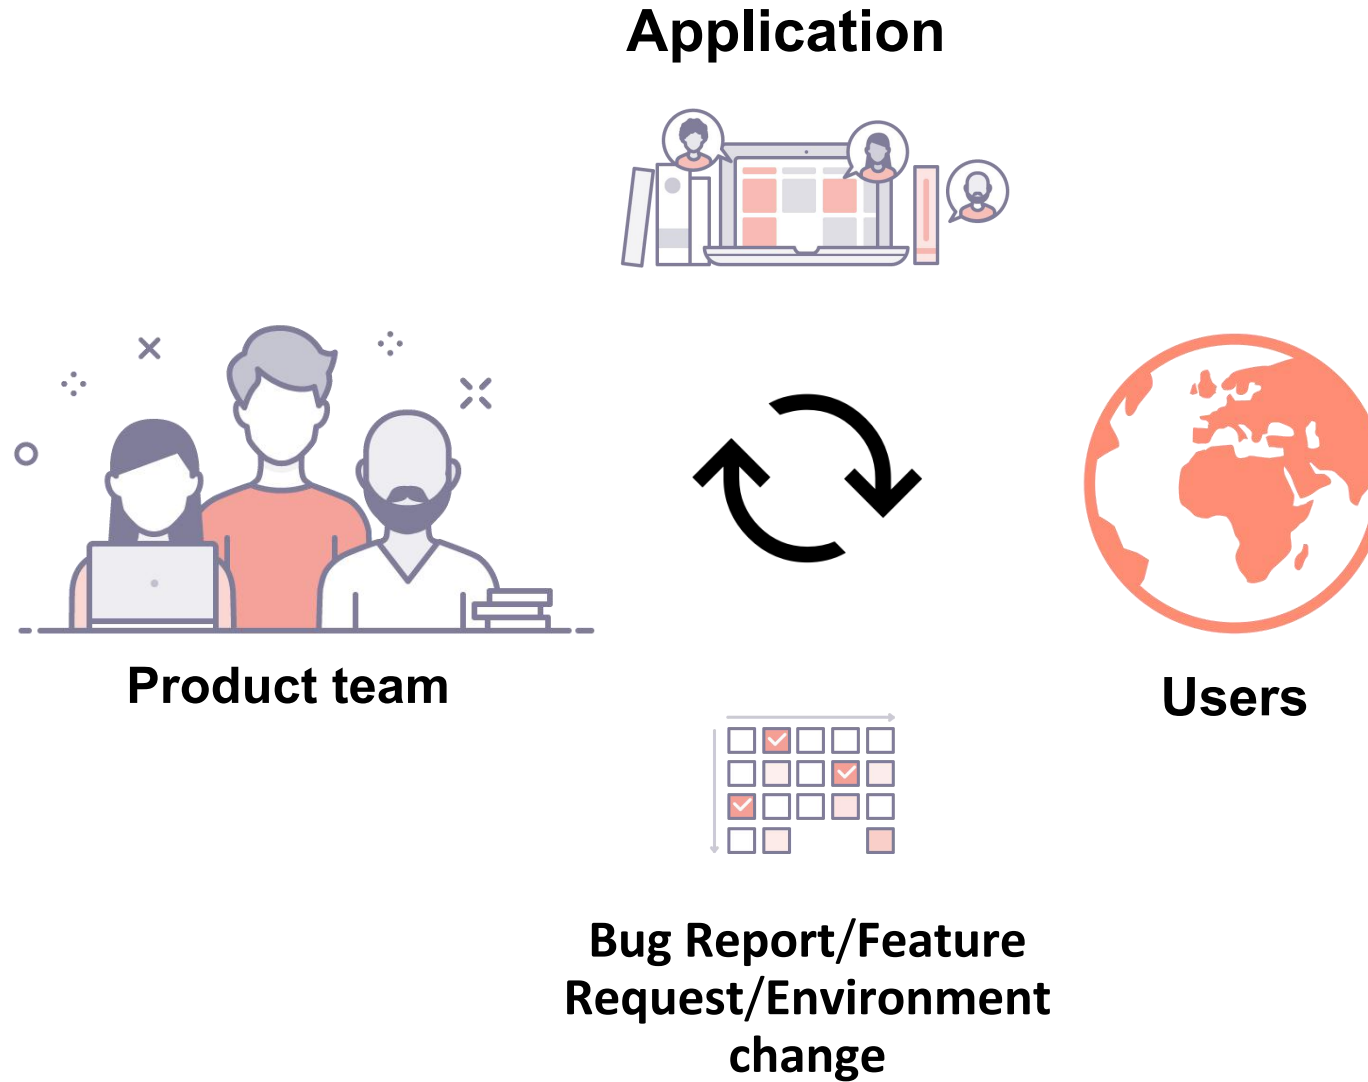 Application
Product team
Users
Bug Report/Feature
Request/Environment
change